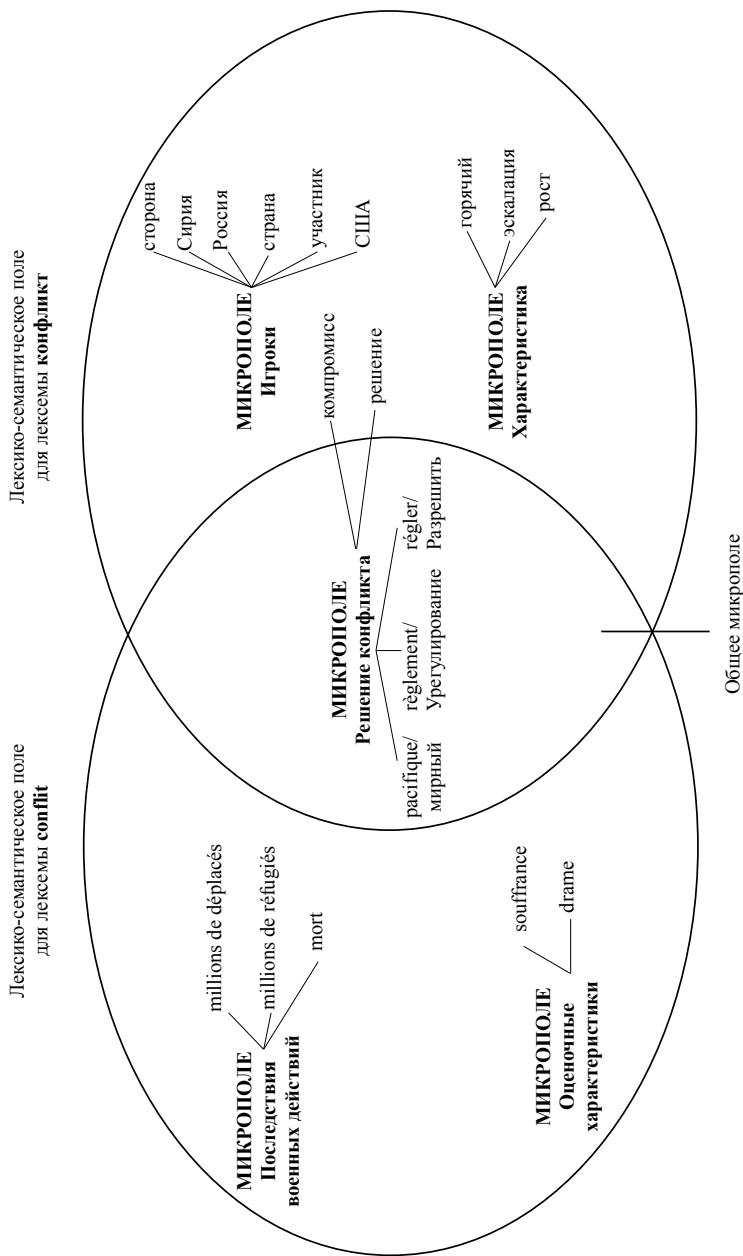 Лексико-семантическое поле
для лексемы conflit
Лексико-семантическое поле
для лексемы конфликт
МИКРОПОЛЕ
Последствия
военных действий
millions de déplacés
millions de réfugiés
mort
МИКРОПОЛЕ
Оценочные
характеристики
souffrance
drame
МИКРОПОЛЕ
Решение конфликта
pacifique/
мирный
règlement/
Урегулирование
régler/
Разрешить
компромисс
решение
МИКРОПОЛЕ
Игроки
сторона
Сирия
Россия
страна
участник
США
МИКРОПОЛЕ
Характеристика
горячий
эскалация
рост
Общее микрополе